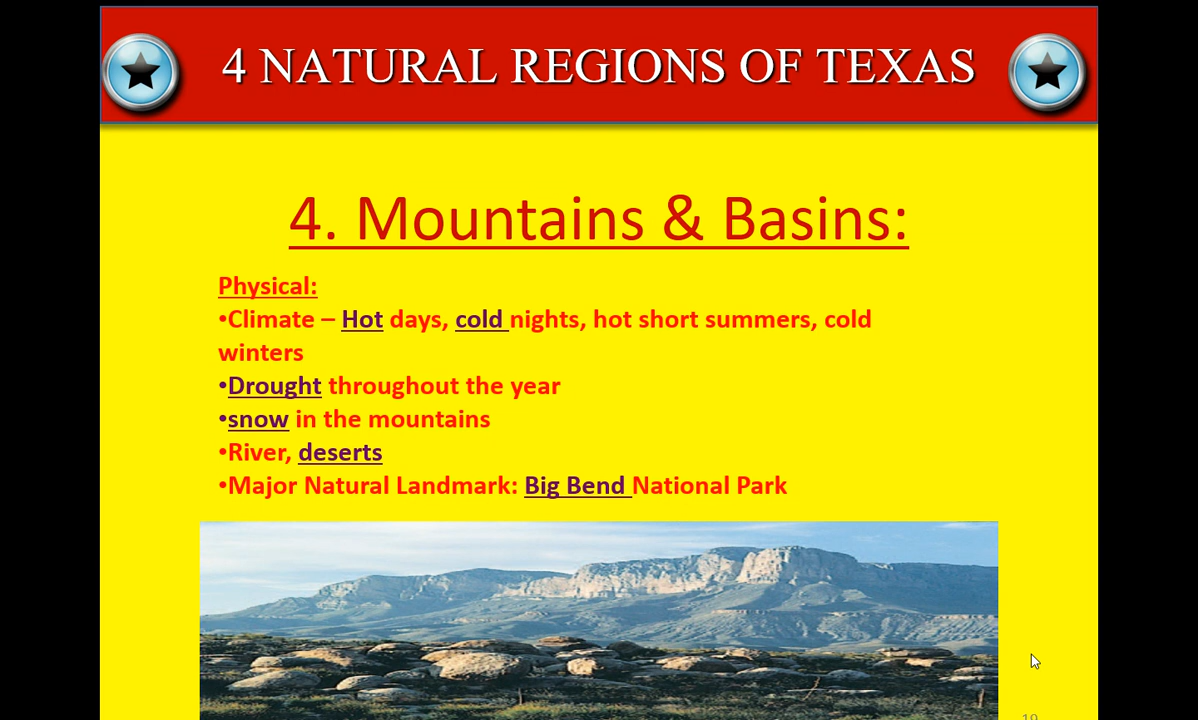 4 NATURAL REGIONS OF TEXAS
4. Mountains & Basins:
Physical:
•Climate – Hot days, cold nights, hot short summers, cold
winters
•Drought throughout the year
•snow in the mountains
•River, deserts
•Major Natural Landmark: Big Bend National Park
19